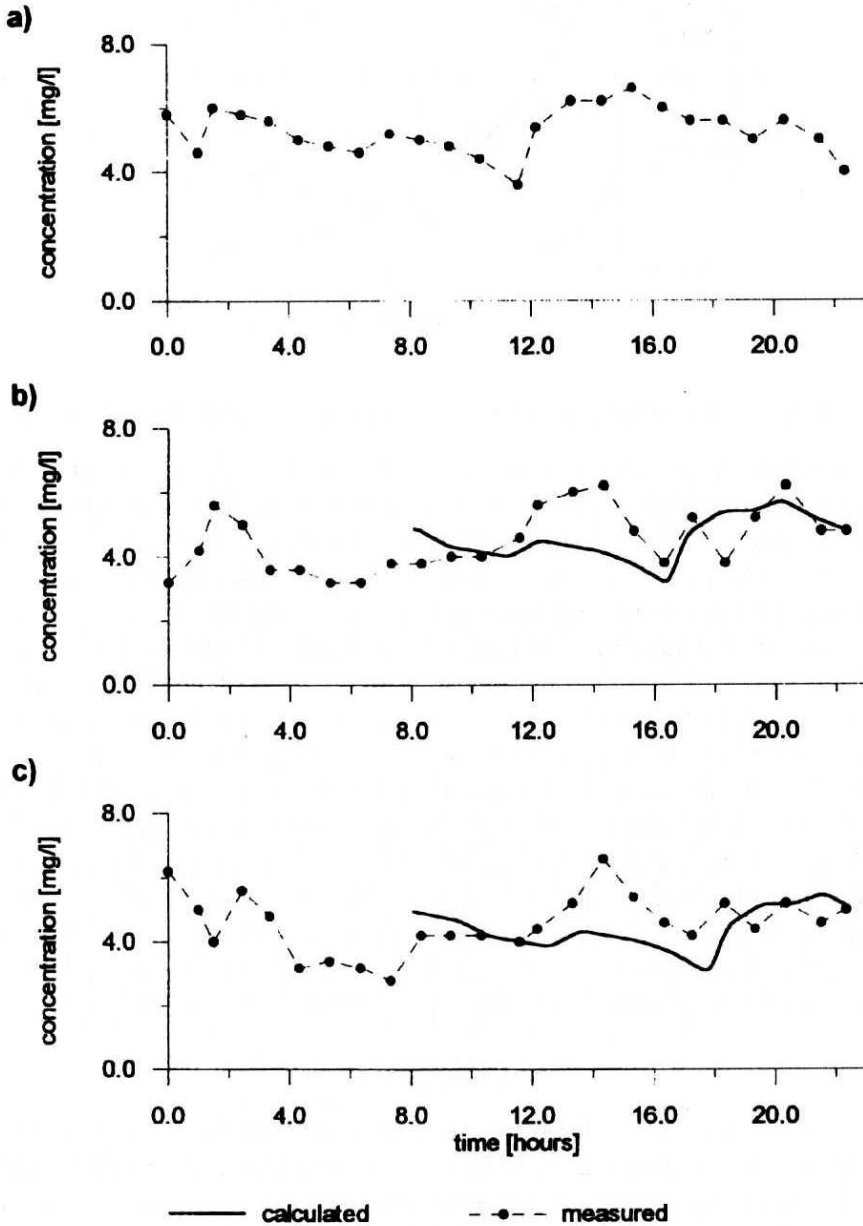 a)
8.0
4.0
0.0
concentration [mg/l]
0.0 4.0 8.0 12.0 16.0 20.0
b)
8.0
4.0
0.0
concentration [mg/l]
0.0 4.0 8.0 12.0 16.0 20.0
c)
8.0
4.0
0.0
concentration [mg/l]
0.0 4.0 8.0 12.0 16.0 20.0
time [hours]
calculated measured